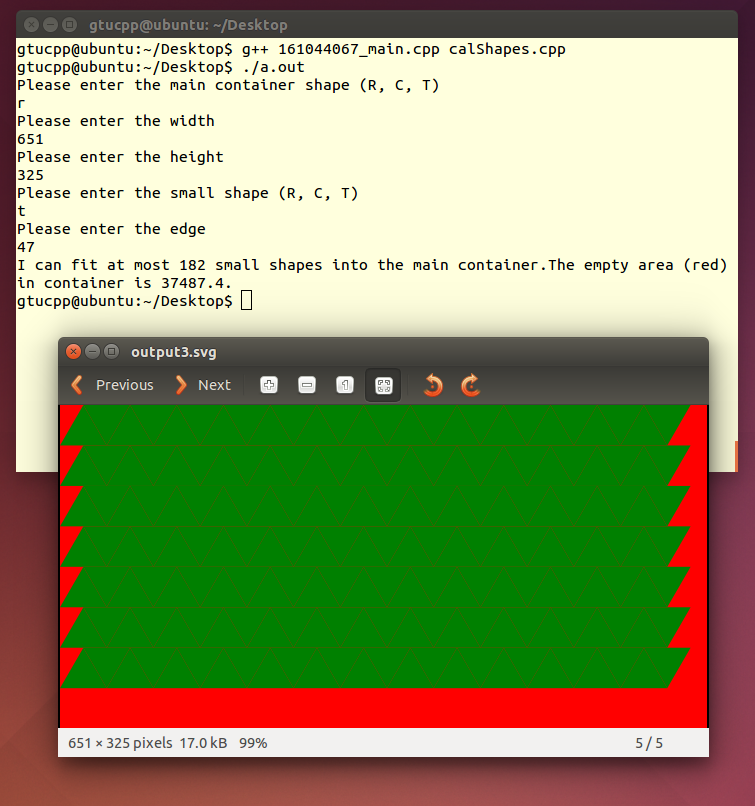 gtucpp@ubuntu: ~/Desktop
gtucpp@ubuntu:~/Desktop$ g++ 161044067_main.cpp calShapes.cpp
gtucpp@ubuntu:~/Desktop$ ./a.out
Please enter the main container shape (R, C, T)
r
Please enter the width
651
Please enter the height
325
Please enter the small shape (R, C, T)
t
Please enter the edge
47
I can fit at most 182 small shapes into the main container.The empty area (red)
in container is 37487.4.
gtucpp@ubuntu:~/Desktop$
output3.svg
Previous Next 1
651 × 325 pixels 17.0 kB 99% 5 / 5